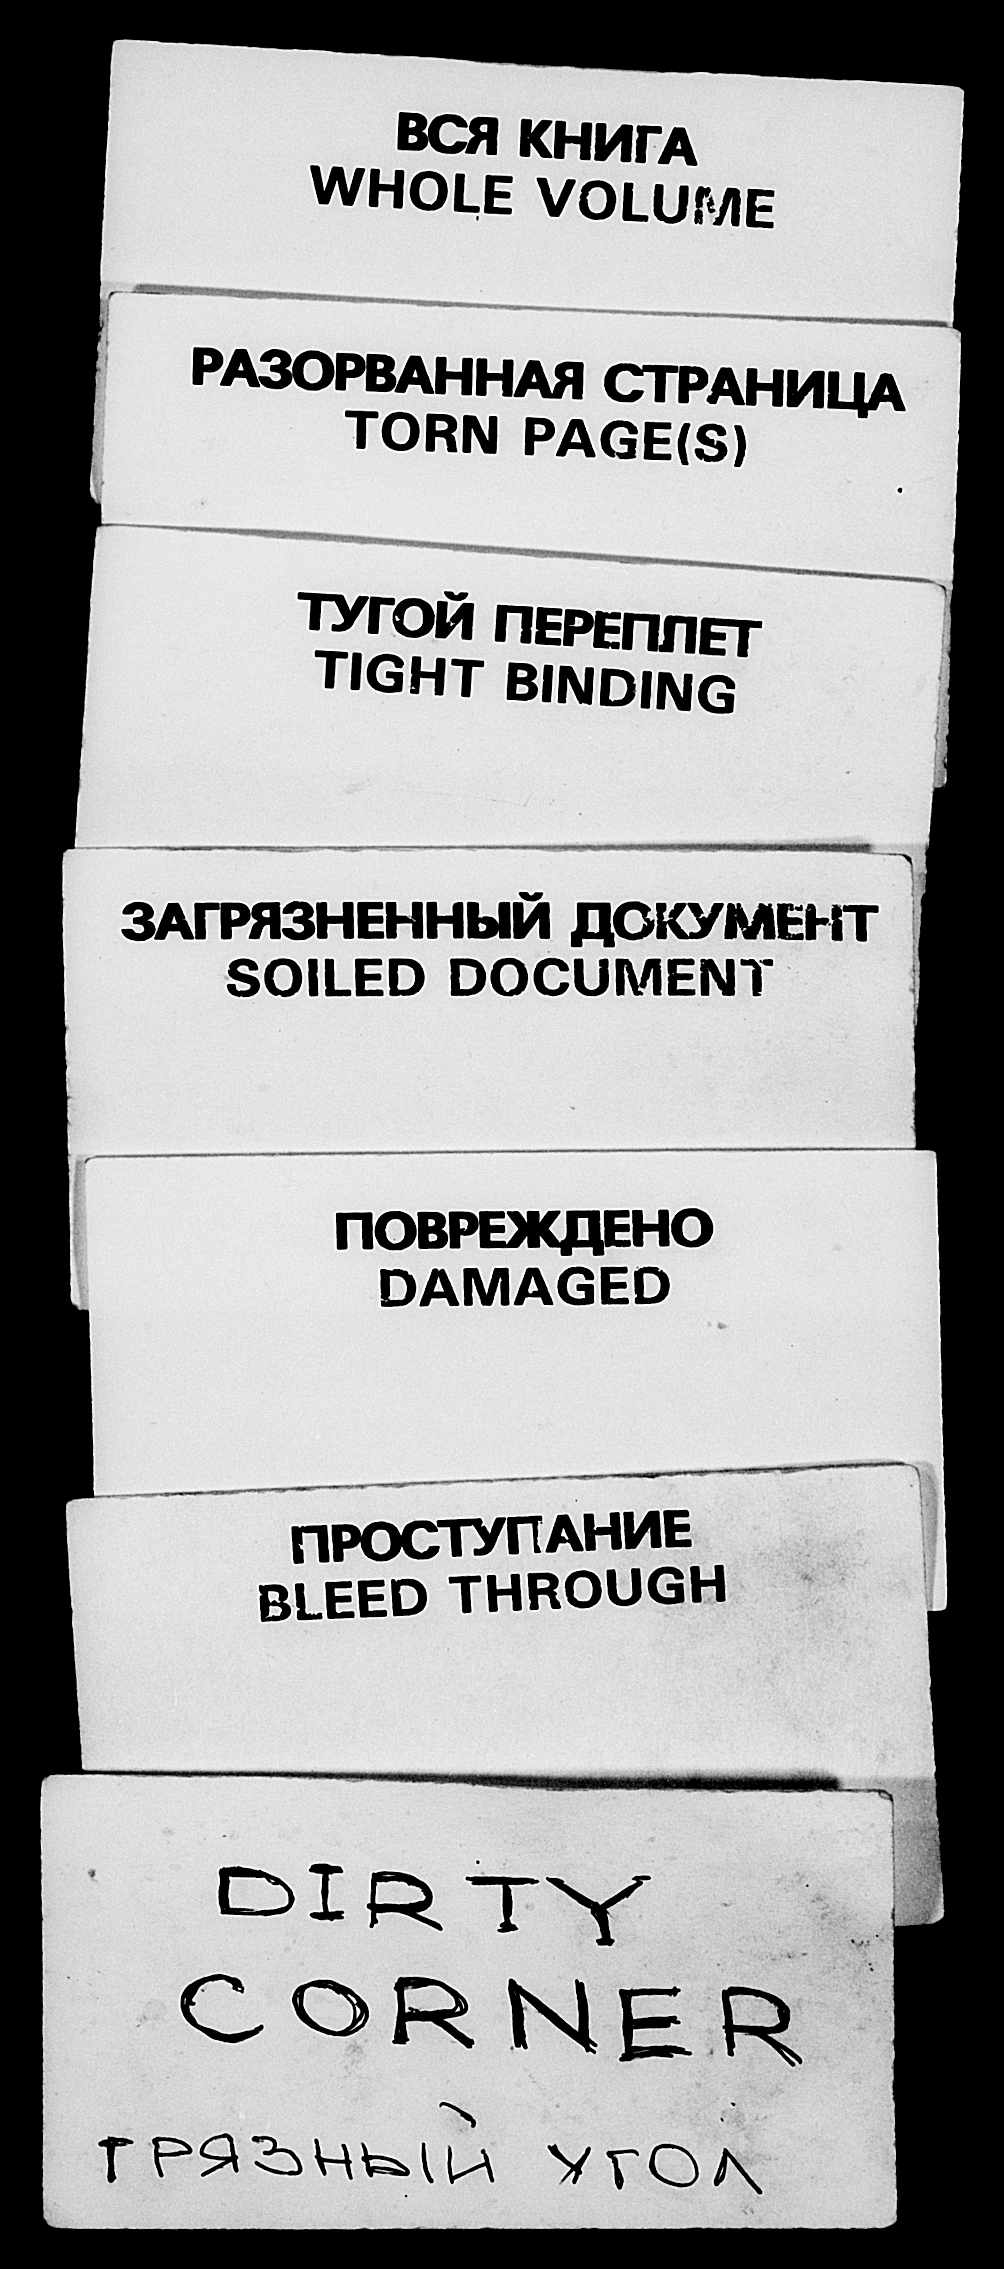 ВСЯ КНИГА
WHOLE VOLUME
РАЗОРВАННАЯ СТРАНИЦА
TORN PAGE(S)
ТУГОЙ ПЕРЕПЛЕТ
TIGHT BINDING
ЗАГРЯЗНЕННЫЙ ДОКУМЕНТ
SOILED DOCUMENT
ПОВРЕЖДЕНО
DAMAGED
ПРОСТУПАНИЕ
BLEED THROUGH
DIRTY
CORNER
ГРЯЗНЫЙ УГОЛ